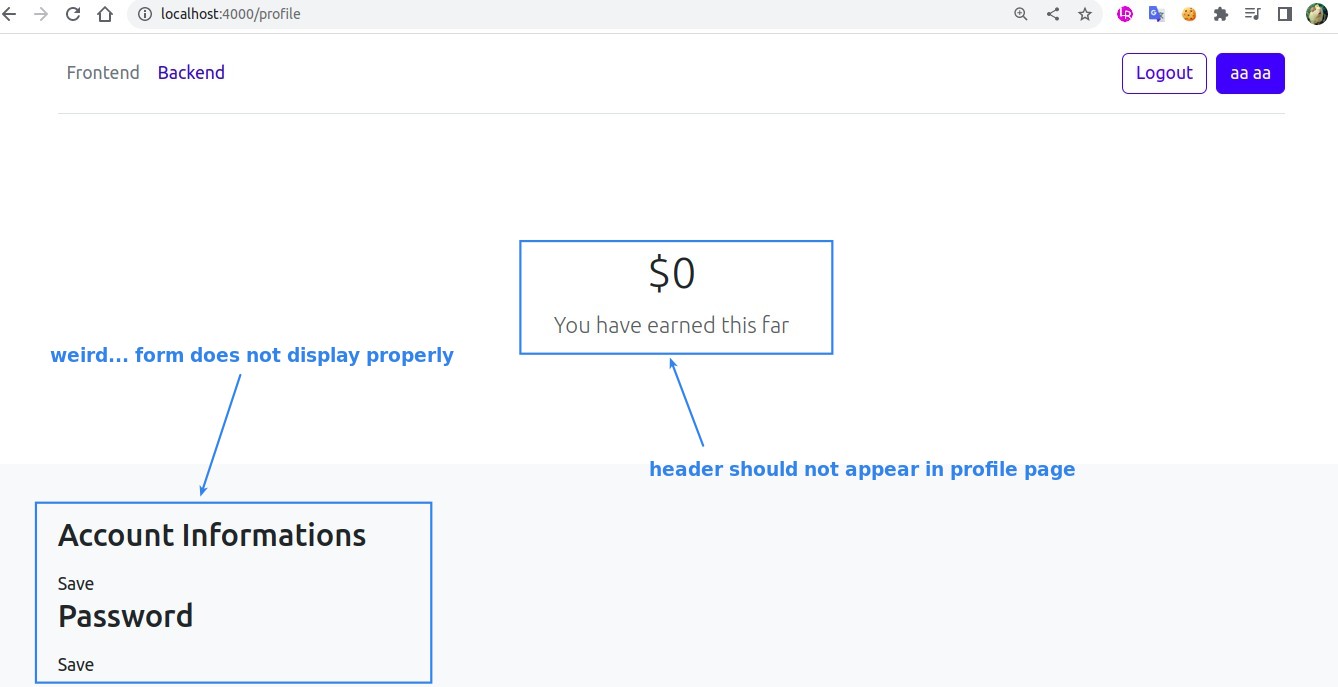 localhost:4000/profile
Frontend Backend Logout aa aa
$0
You have earned this far
weird... form does not display properly
header should not appear in profile page
Account Informations
Save
Password
Save